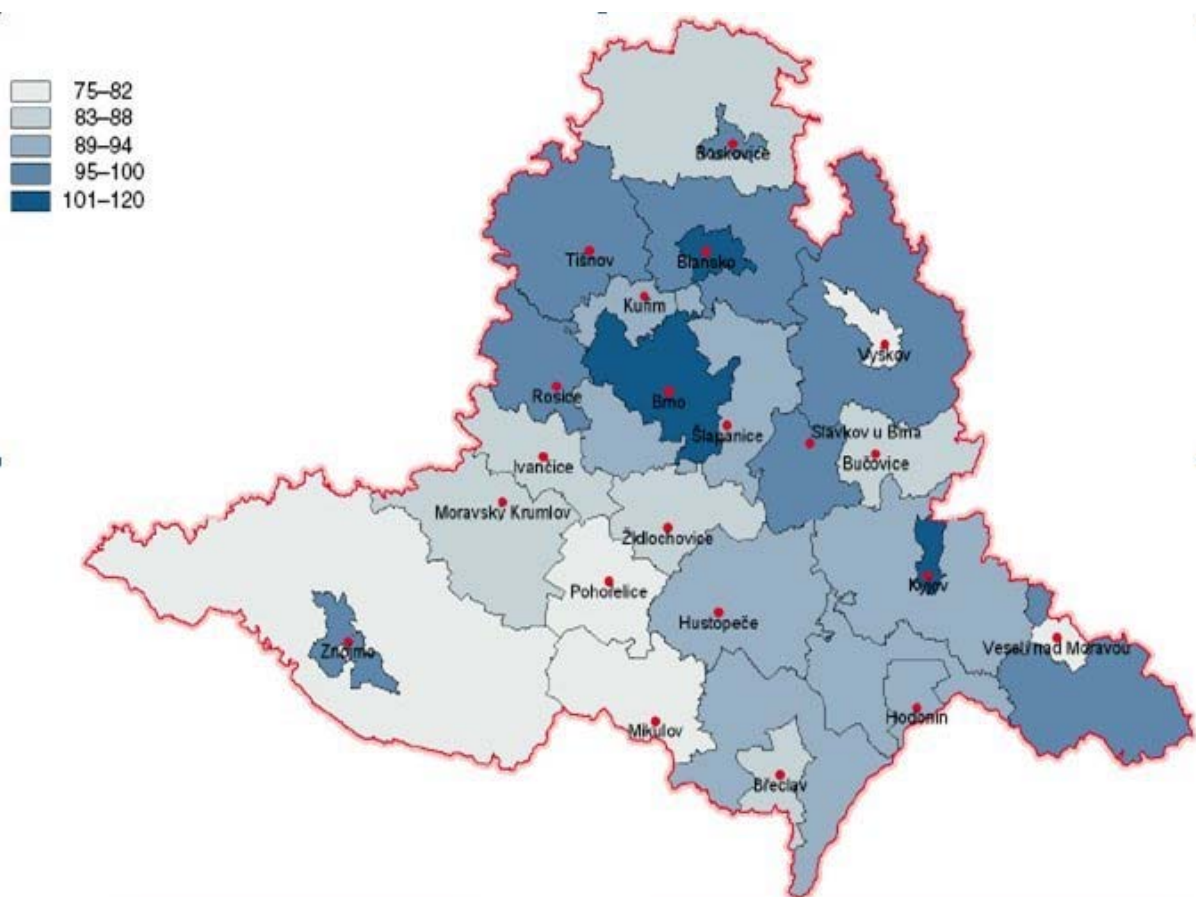 75–82
83–88
89–94
95–100
101–120
Boskovice
Tišnov
Blansko
Kuřim
Vyškov
Rosice
Brno
Šlapanice
Slavkov u Brna
Bučovice
Ivančice
Moravský Krumlov
Židlochovice
Pohořelice
Kyjov
Hustopeče
Znojmo
Veselí nad Moravou
Hodonín
Mikulov
Břeclav